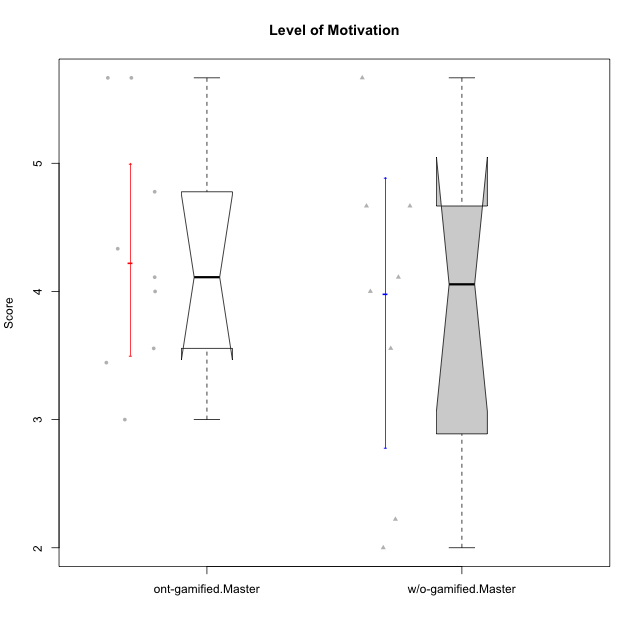 Level of Motivation
Score
5
4
3
2
ont-gamified.Master
w/o-gamified.Master